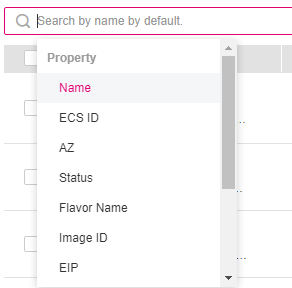 Search by name by default.
Property
Name
ECS ID
AZ
Status
Flavor Name
Image ID
EIP